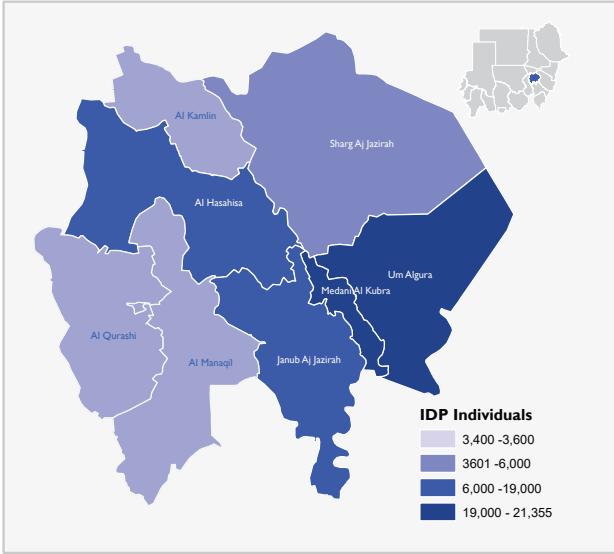 Al Kamlin
Sharg Aj Jazirah
Al Hasahisa
Um Algura
Medani Al Kubra
Al Qurashi
Al Manaqil
Janub Aj Jazirah
IDP Individuals
3,400 -3,600
3601 -6,000
6,000 -19,000
19,000 - 21,355